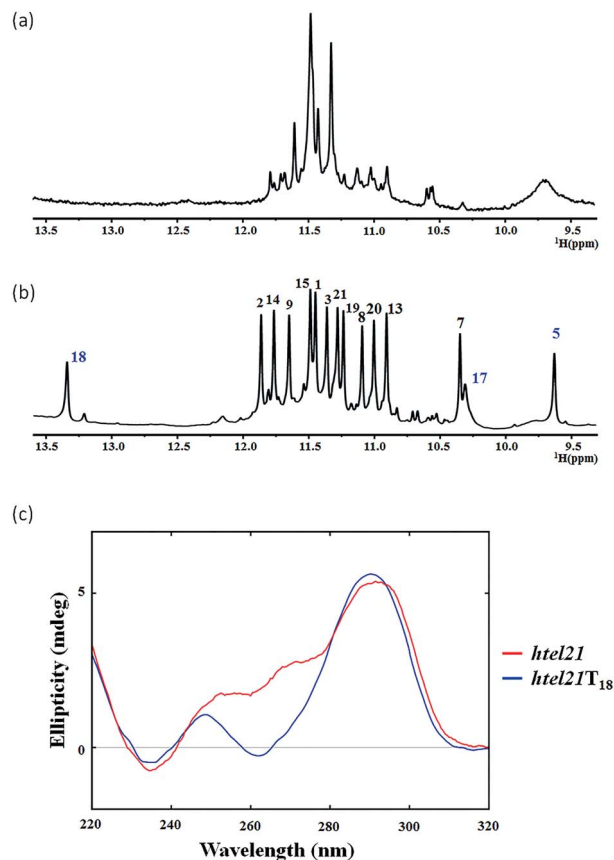 (a)
13.5 13.0 12.5 12.0 11.5 11.0 10.5 10.0 9.5
¹H(ppm)
(b)
18 2 14 9 15 1 3 21 19 8 20 13 7 17 5
13.5 13.0 12.5 12.0 11.5 11.0 10.5 10.0 9.5
¹H(ppm)
(c)
Ellipticity (mdeg)
5
0
220 240 260 280 300 320
Wavelength (nm)
htel21
htel21T₁₈